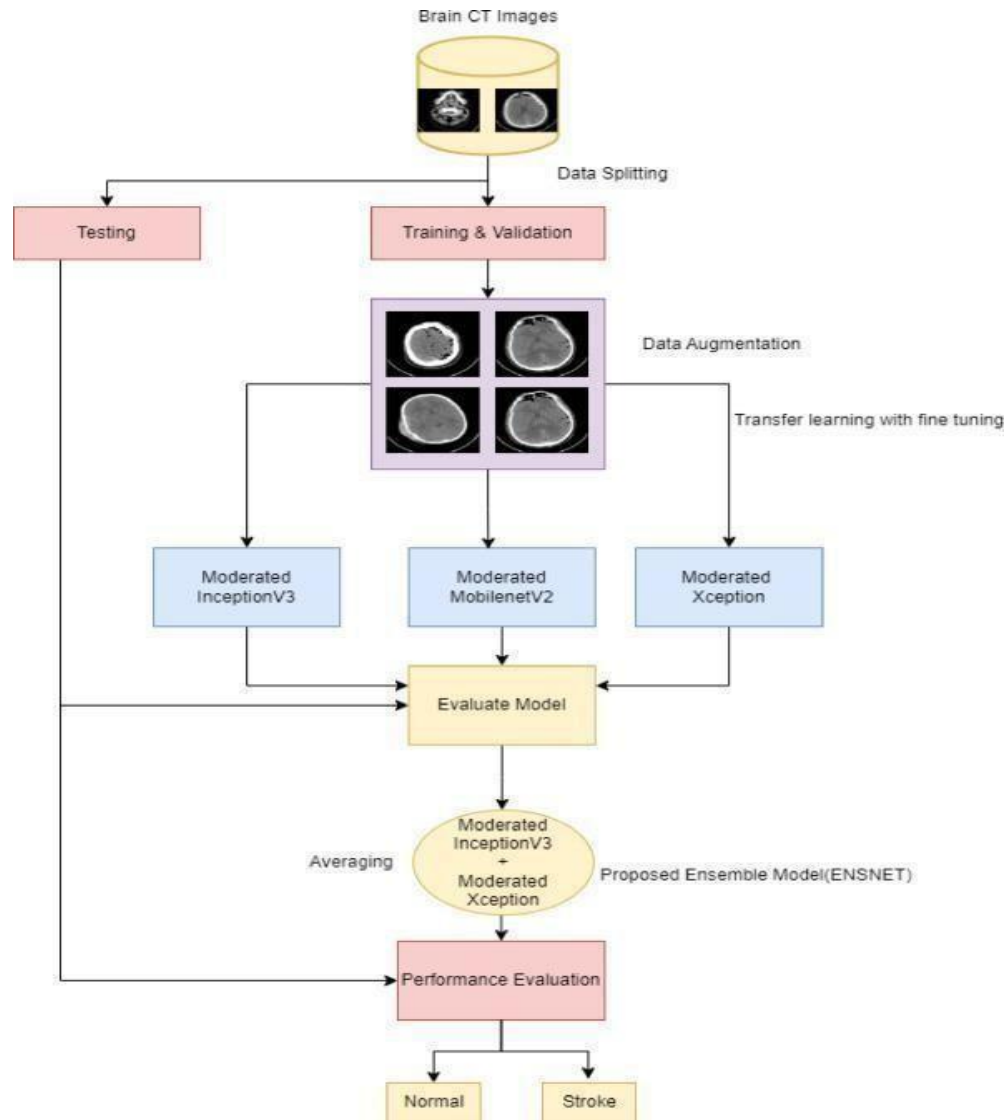 Brain CT Images
Data Splitting
Testing
Training & Validation
Data Augmentation
Transfer learning with fine tuning
Moderated
InceptionV3
Moderated
MobilenetV2
Moderated
Xception
Evaluate Model
Averaging
Moderated
InceptionV3
+
Moderated
Xception
Proposed Ensemble Model(ENSNET)
Performance Evaluation
Normal
Stroke